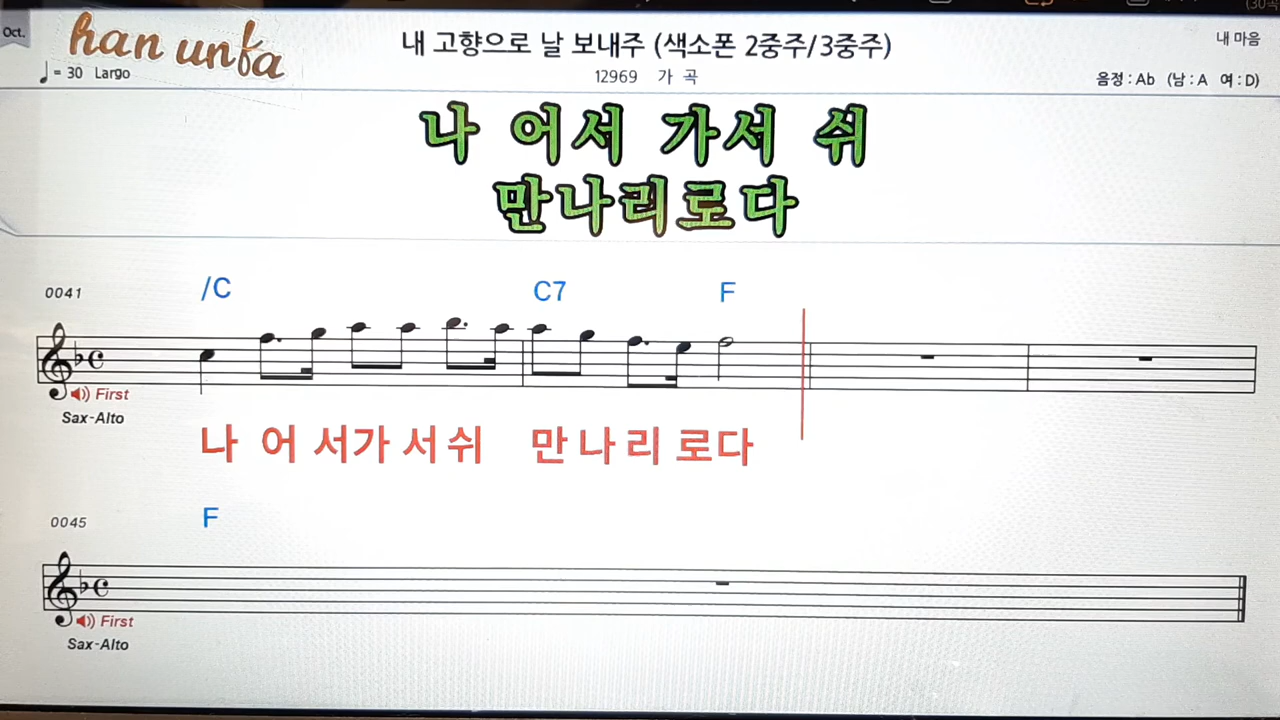 Oct.
han unfa
내 고향으로 날 보내주 (색소폰 2중주/3중주)
내 마음
♩ = 30 Largo
12969 가 곡
음정 : Ab (남 : A 여 : D)
나 어서 가서 쉬
만나리로다
0041
/C C7 F
First
Sax-Alto
나 어 서가 서쉬 만나리 로다
0045
F
First
Sax-Alto